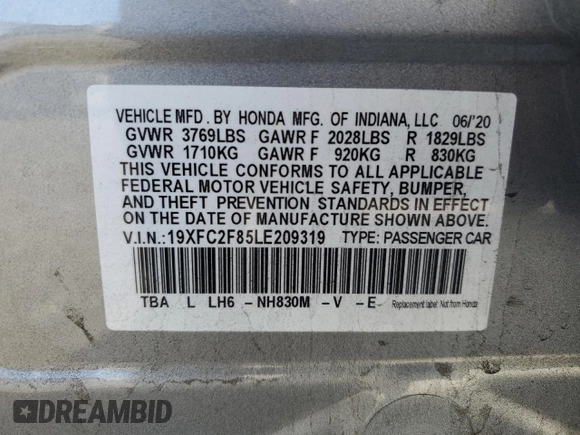 VEHICLE MFD. BY HONDA MFG. OF INDIANA, LLC 06/'20
GVWR 3769LBS GAWR F 2028LBS R 1829LBS
GVWR 1710KG GAWR F 920KG R 830KG
THIS VEHICLE CONFORMS TO ALL APPLICABLE
FEDERAL MOTOR VEHICLE SAFETY, BUMPER,
AND THEFT PREVENTION STANDARDS IN EFFECT
ON THE DATE OF MANUFACTURE SHOWN ABOVE.
V.I.N.:19XFC2F85LE209319 TYPE: PASSENGER CAR
TBA L LH6 - NH830M - V - E
Replacement label: Not from Honda
DREAMBID